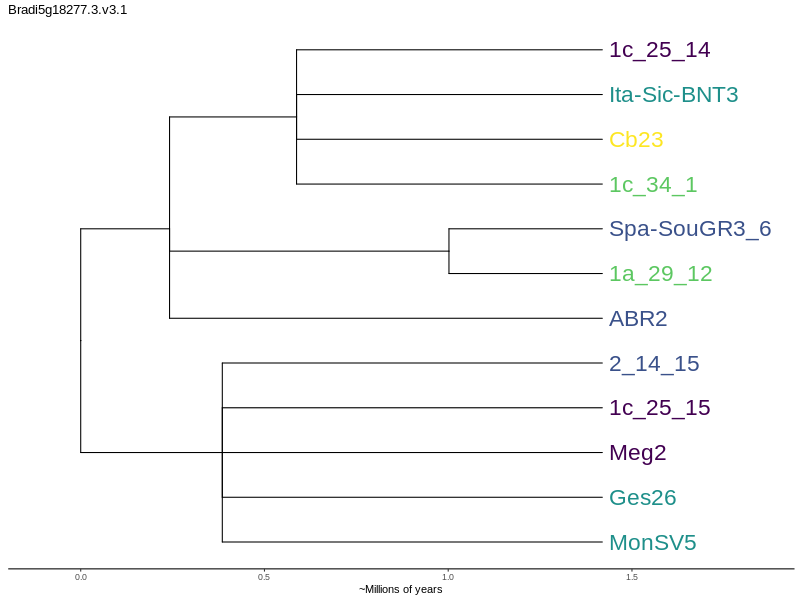 Bradi5g18277.3.v3.1
1c_25_14
Ita-Sic-BNT3
Cb23
1c_34_1
Spa-SouGR3_6
1a_29_12
ABR2
2_14_15
1c_25_15
Meg2
Ges26
MonSV5
0.0 0.5 1.0 1.5
~Millions of years